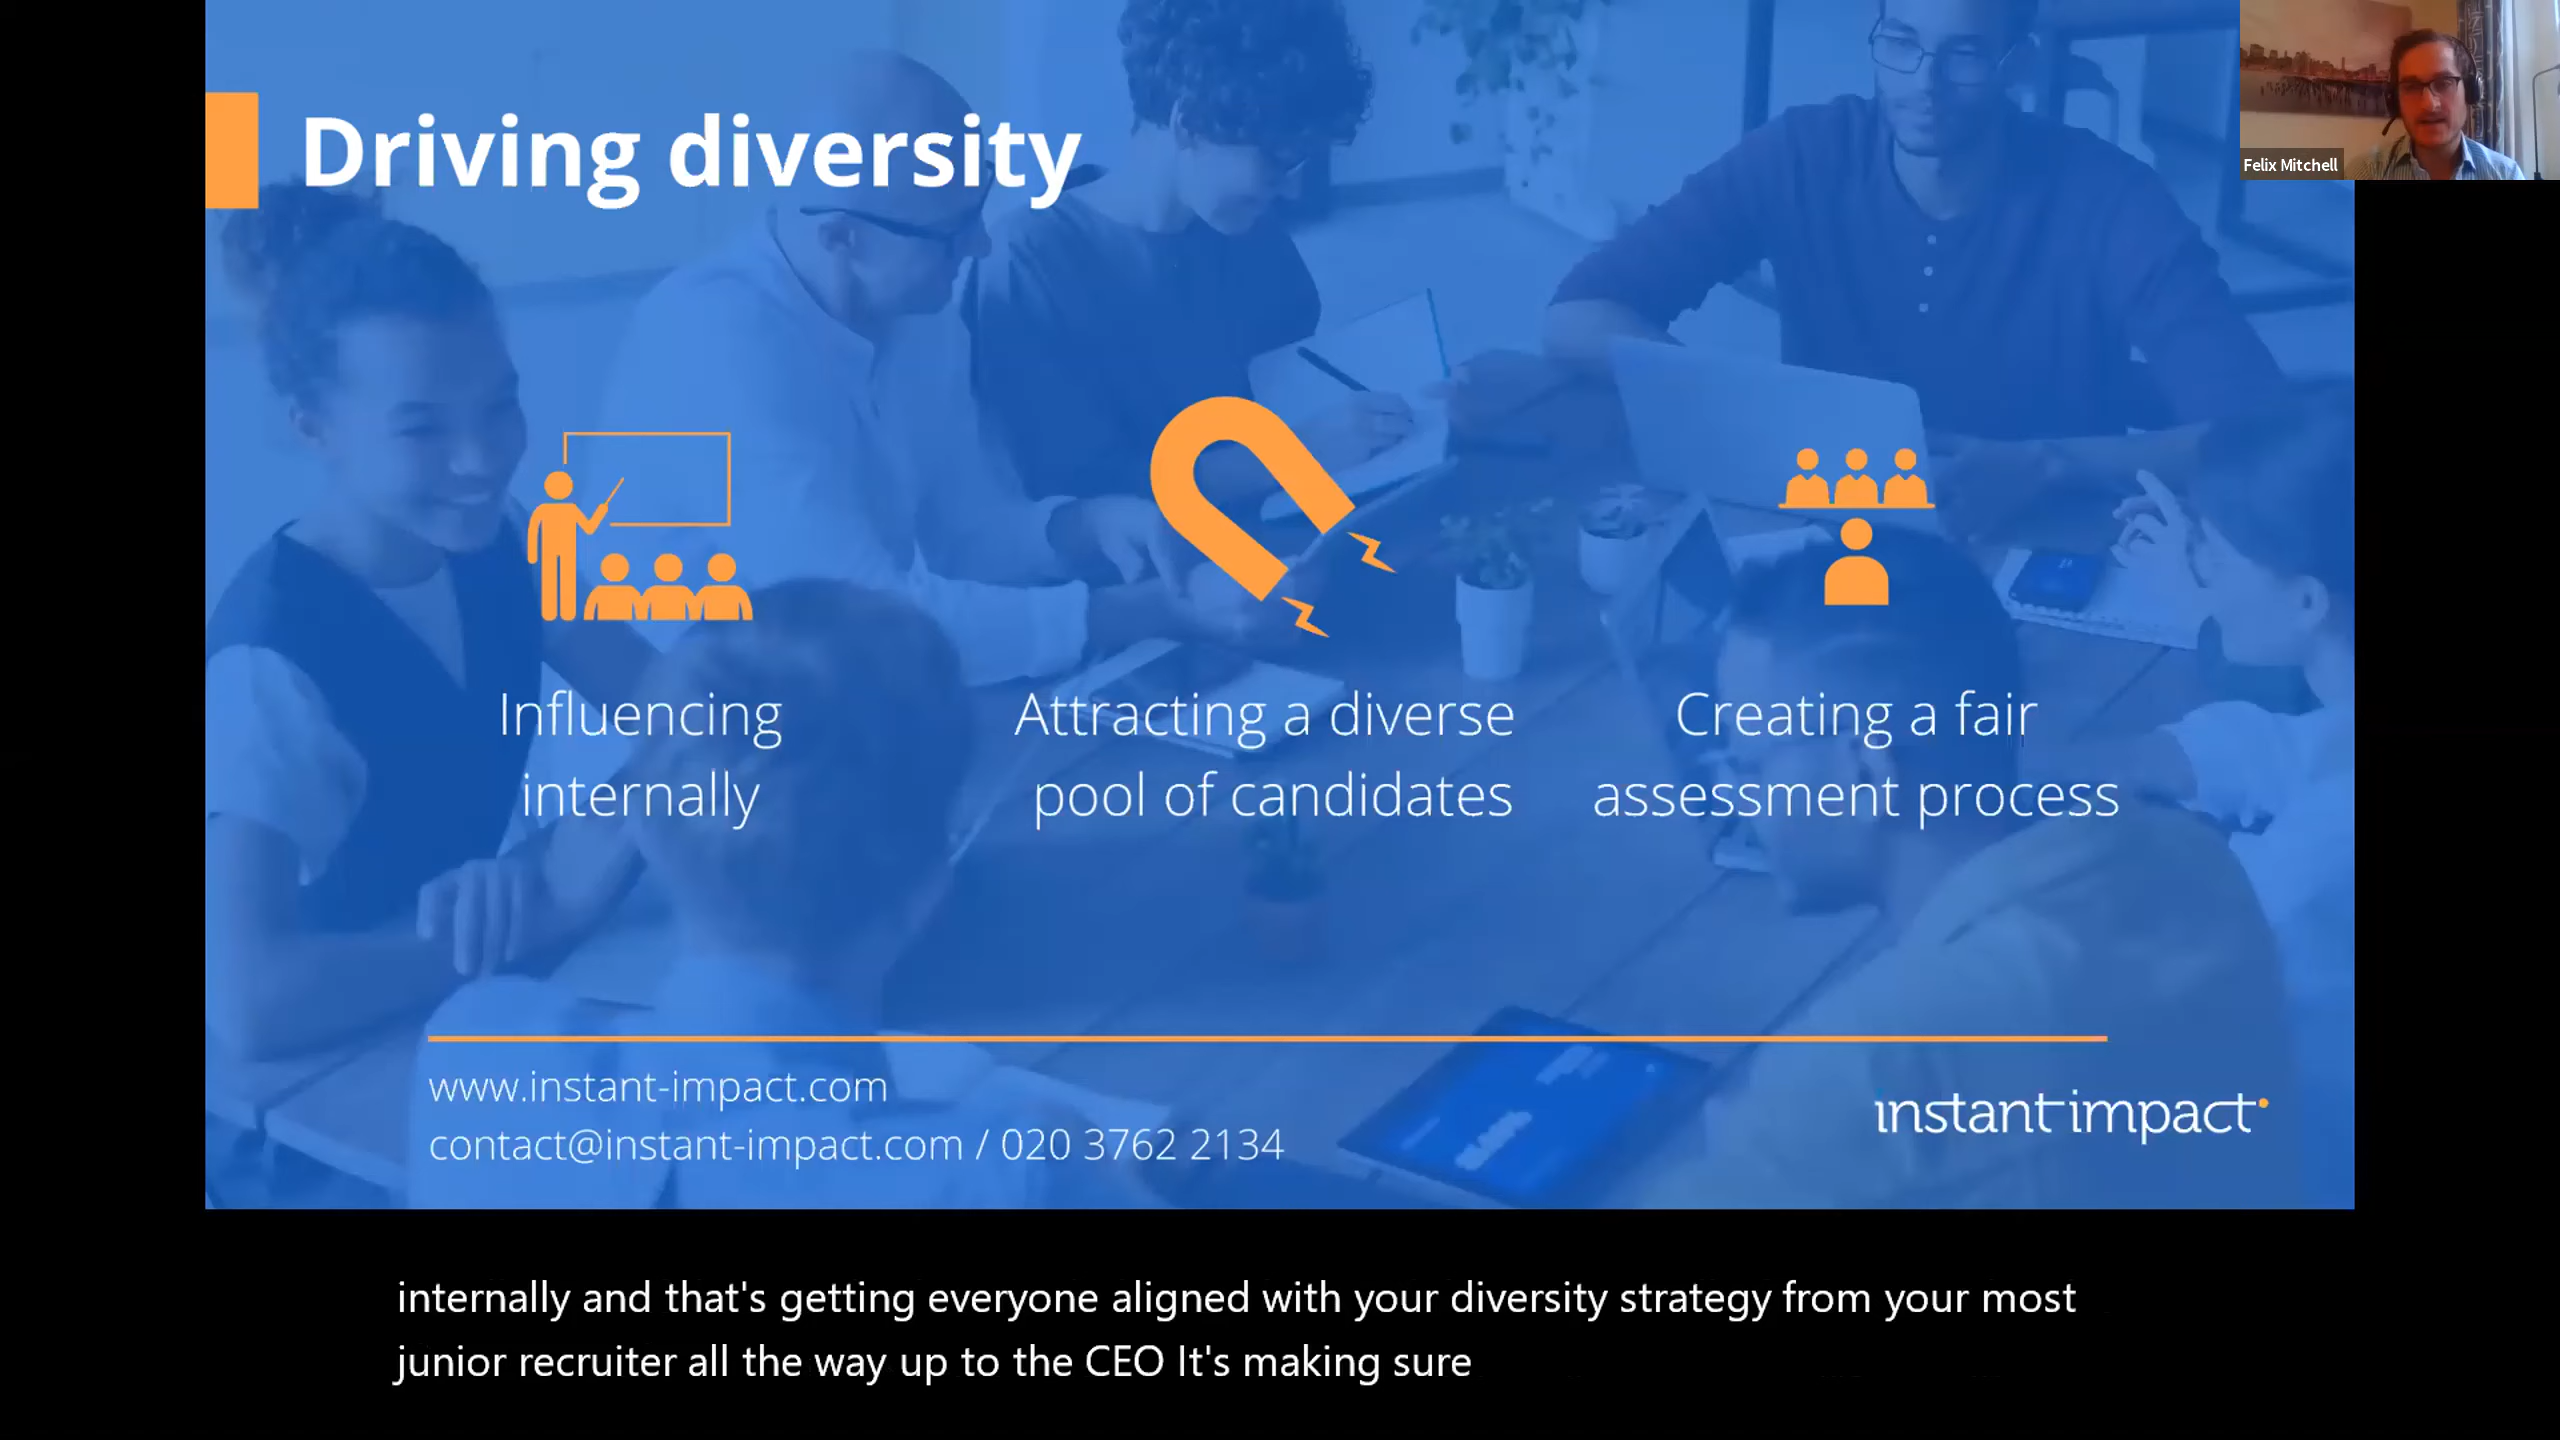 Driving diversity
Felix Mitchell
Influencing
internally
Attracting a diverse
pool of candidates
Creating a fair
assessment process
www.instant-impact.com
contact@instant-impact.com / 020 3762 2134
instant impact
internally and that's getting everyone aligned with your diversity strategy from your most
junior recruiter all the way up to the CEO It's making sure